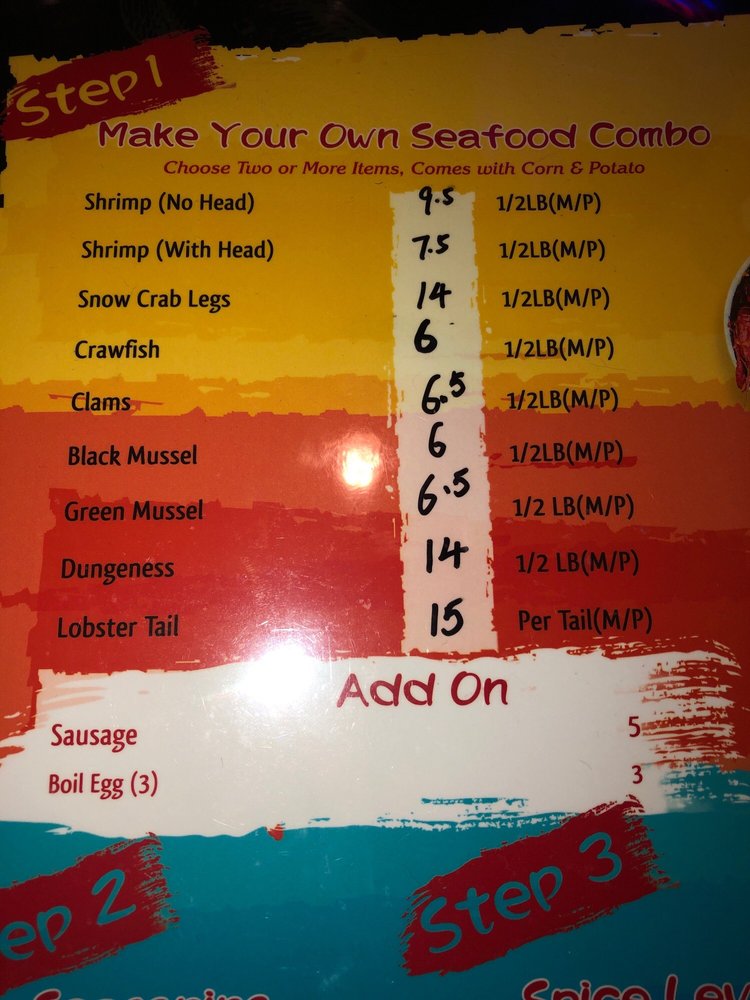 Step 1
Make Your Own Seafood Combo
Choose Two or More Items, Comes with Corn & Potato
Shrimp (No Head) 9.5 1/2LB(M/P)
Shrimp (With Head) 7.5 1/2LB(M/P)
Snow Crab Legs 14 1/2LB(M/P)
Crawfish 6 1/2LB(M/P)
Clams 6.5 1/2LB(M/P)
Black Mussel 6 1/2LB(M/P)
Green Mussel 6.5 1/2 LB(M/P)
Dungeness 14 1/2 LB(M/P)
Lobster Tail 15 Per Tail(M/P)
Add On
Sausage 5
Boil Egg (3) 3
ep 2
Step 3